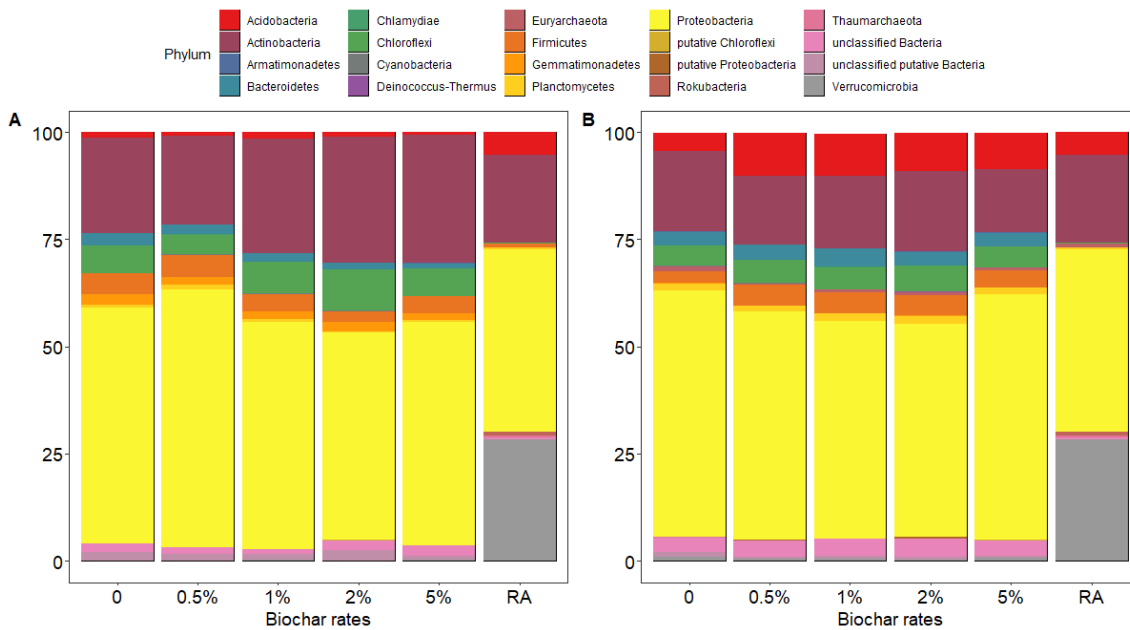 Phylum
Acidobacteria
Actinobacteria
Armatimonadetes
Bacteroidetes
Chlamydiae
Chloroflexi
Cyanobacteria
Deinococcus-Thermus
Euryarchaeota
Firmicutes
Gemmatimonadetes
Planctomycetes
Proteobacteria
putative Chloroflexi
putative Proteobacteria
Rokubacteria
Thaumarchaeota
unclassified Bacteria
unclassified putative Bacteria
Verrucomicrobia
A
100
75
50
25
0
0 0.5% 1% 2% 5% RA
Biochar rates
B
100
75
50
25
0
0 0.5% 1% 2% 5% RA
Biochar rates